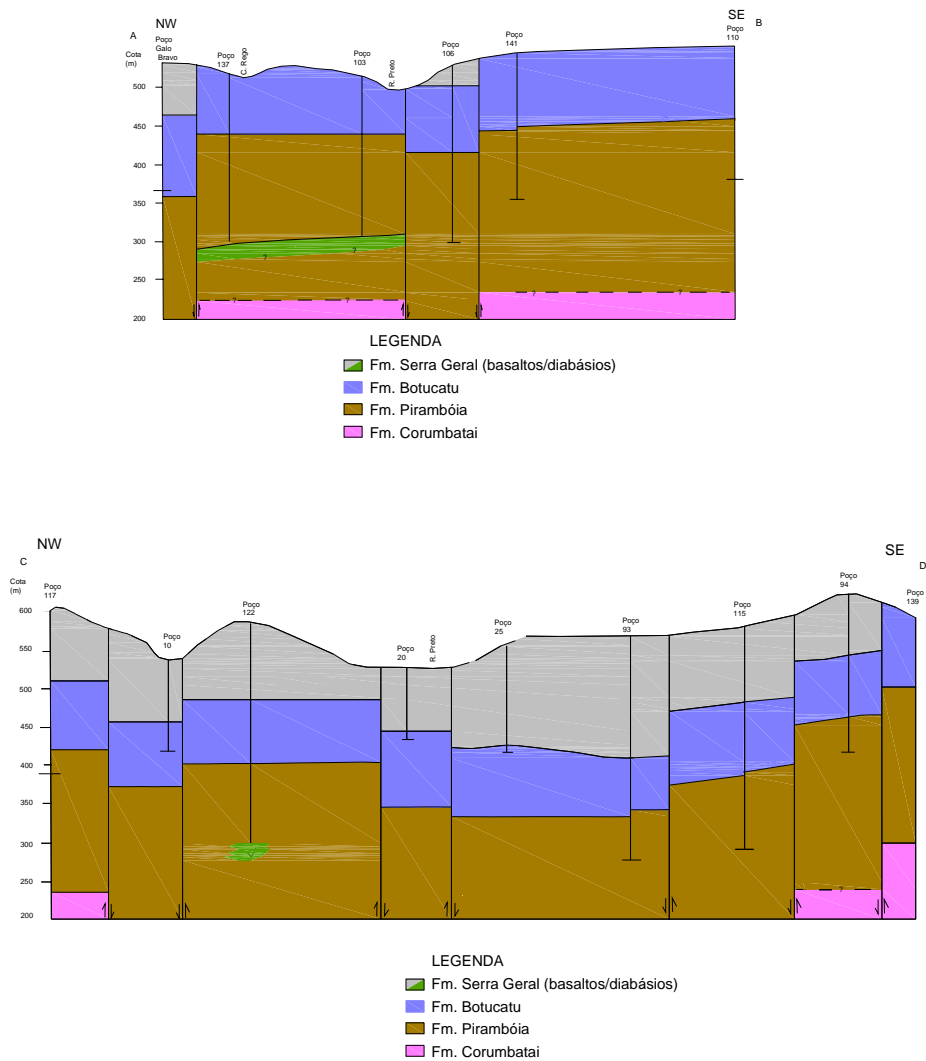 NW
SE
A
B
Poço
Gaio
Bravo
Cota
(m)
Poço
137
C. Rego
Poço
103
R. Preto
Poço
106
Poço
141
Poço
110
500
450
400
350
300
250
200
?
?
?
?
?
?
LEGENDA
Fm. Serra Geral (basaltos/diabásios)
Fm. Botucatu
Fm. Pirambóia
Fm. Corumbatai
NW
SE
C
D
Cota
(m)
Poço
117
Poço
10
Poço
122
Poço
20
R. Preto
Poço
25
Poço
93
Poço
115
Poço
94
Poço
139
600
550
500
450
400
350
300
250
200
?
LEGENDA
Fm. Serra Geral (basaltos/diabásios)
Fm. Botucatu
Fm. Pirambóia
Fm. Corumbatai